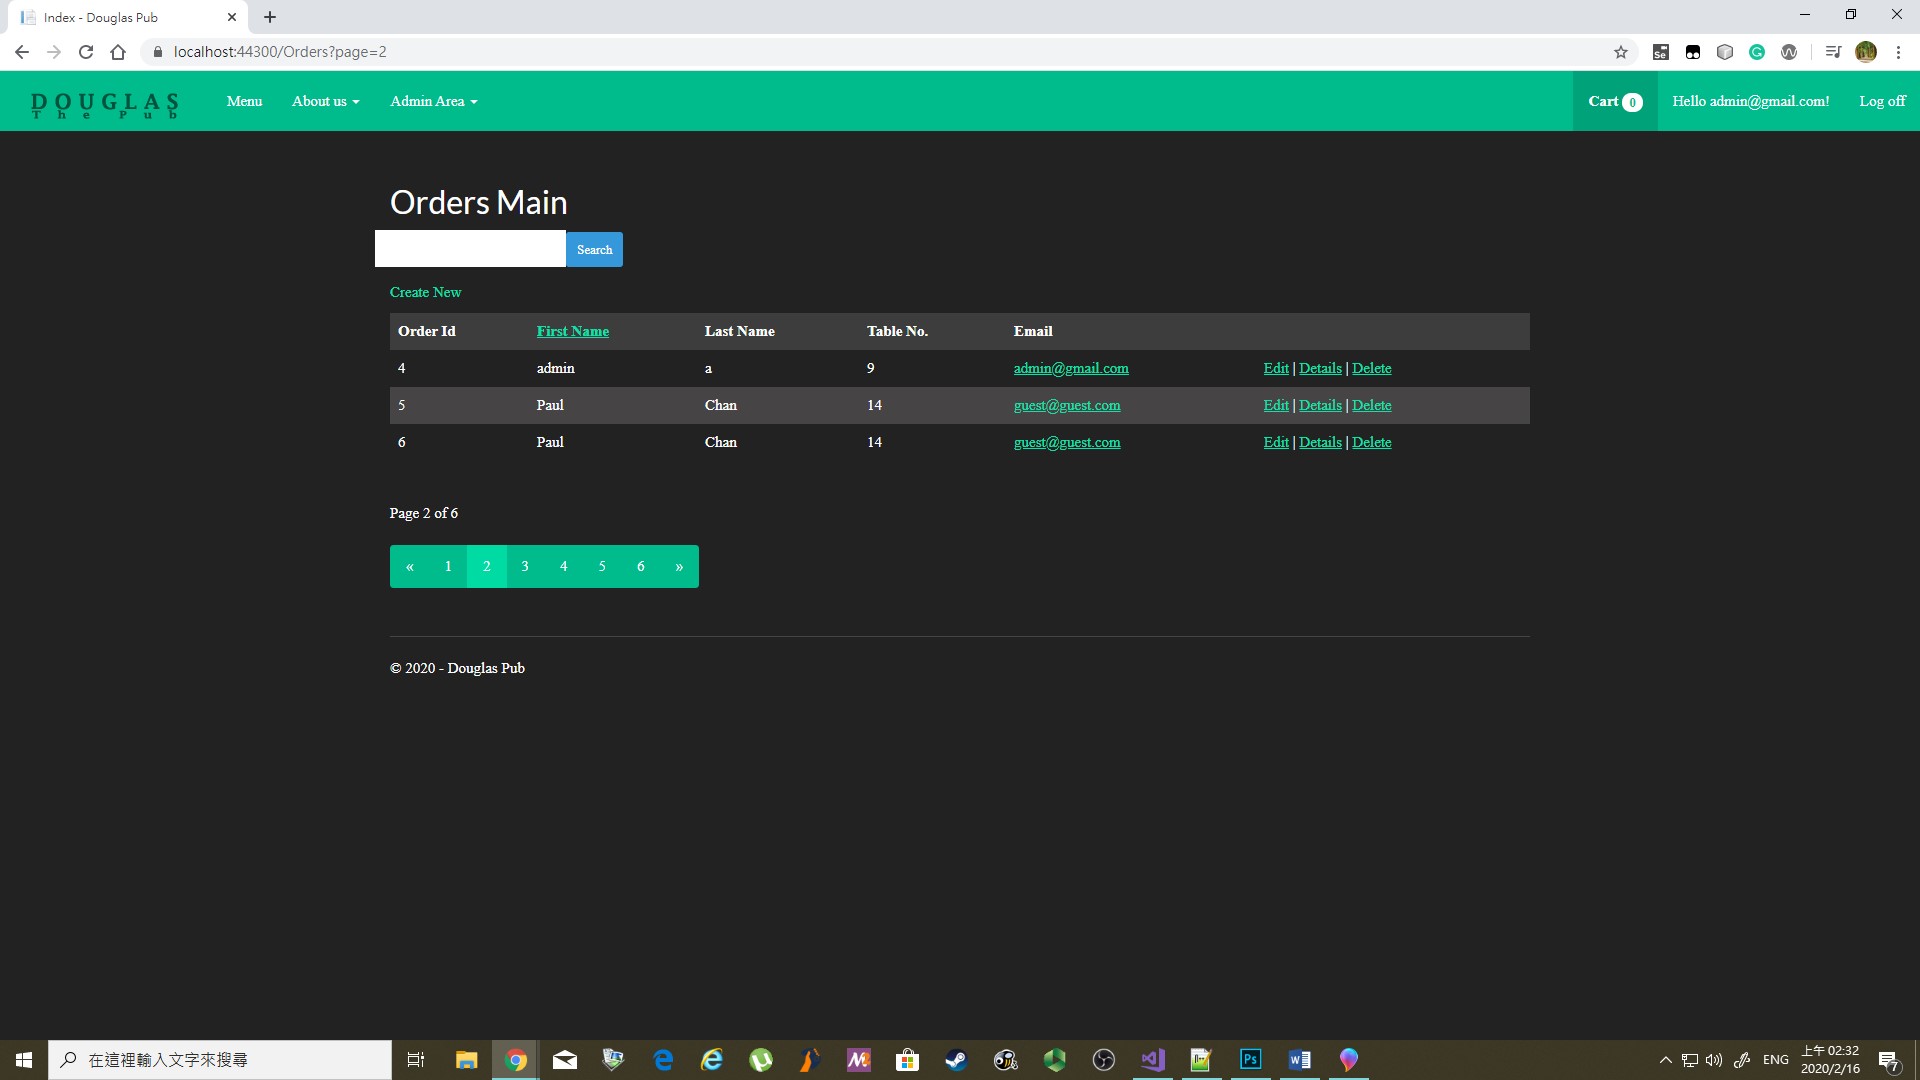 Index - Douglas Pub
localhost:44300/Orders?page=2
DOUGLAS
The Pub
Menu
About us
Admin Area
Cart 0
Hello admin@gmail.com!
Log off
Orders Main
Search
Create New
Order Id First Name Last Name Table No. Email
4 admin a 9 admin@gmail.com Edit | Details | Delete
5 Paul Chan 14 guest@guest.com Edit | Details | Delete
6 Paul Chan 14 guest@guest.com Edit | Details | Delete
Page 2 of 6
« 1 2 3 4 5 6 »
© 2020 - Douglas Pub
在這裡輸入文字來搜尋
Ps
ENG
上午 02:32
2020/2/16
7